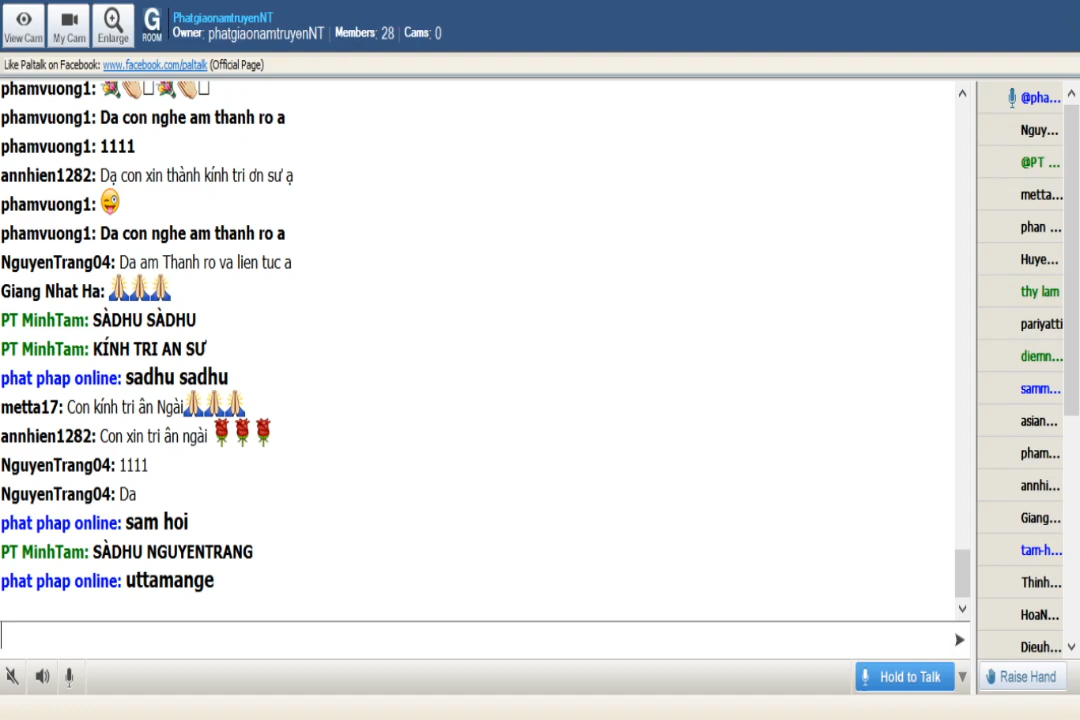 View Cam
My Cam
Enlarge
G
ROOM
PhatgiaonamtruyenNT
Owner: phatgiaonamtruyenNT | Members: 28 | Cams: 0
Like Paltalk on Facebook: www.facebook.com/paltalk (Official Page)
phamvuong1:
phamvuong1: Da con nghe am thanh ro a
phamvuong1: 1111
annhien1282: Dạ con xin thành kính tri ơn sư ạ
phamvuong1:
phamvuong1: Da con nghe am thanh ro a
NguyenTrang04: Da am Thanh ro va lien tuc a
Giang Nhat Ha:
PT MinhTam: SÀDHU SÀDHU
PT MinhTam: KÍNH TRI AN SƯ
phat phap online: sadhu sadhu
metta17: Con kính tri ân Ngài
annhien1282: Con xin tri ân ngài
NguyenTrang04: 1111
NguyenTrang04: Da
phat phap online: sam hoi
PT MinhTam: SÀDHU NGUYENTRANG
phat phap online: uttamange
@pha...
Nguy...
@PT ...
metta...
phan ...
Huye...
thy lam
pariyatti
diemn...
samm...
asian...
pham...
annhi...
Giang...
tam-h...
Thinh...
HoaN...
Dieuh...
Hold to Talk
Raise Hand